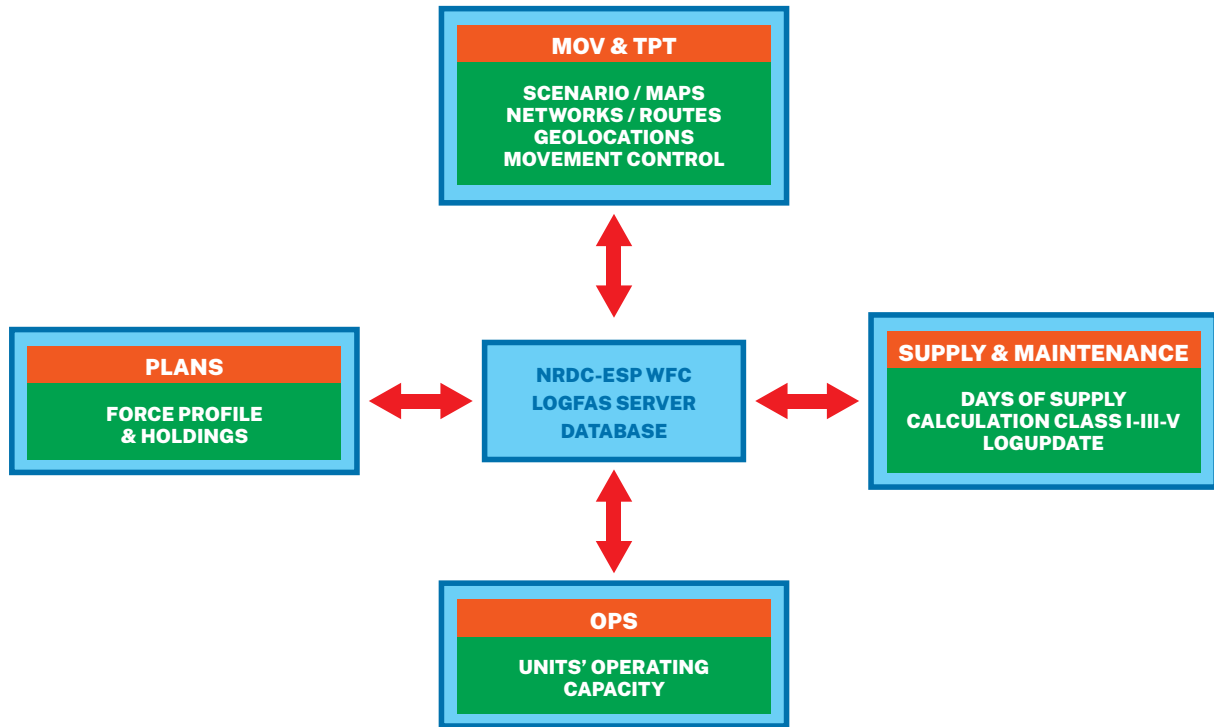 MOV & TPT
SCENARIO / MAPS
NETWORKS / ROUTES
GEOLOCATIONS
MOVEMENT CONTROL
PLANS
FORCE PROFILE
& HOLDINGS
NRDC-ESP WFC
LOGFAS SERVER
DATABASE
SUPPLY & MAINTENANCE
DAYS OF SUPPLY
CALCULATION CLASS I-III-V
LOGUPDATE
OPS
UNITS’ OPERATING
CAPACITY